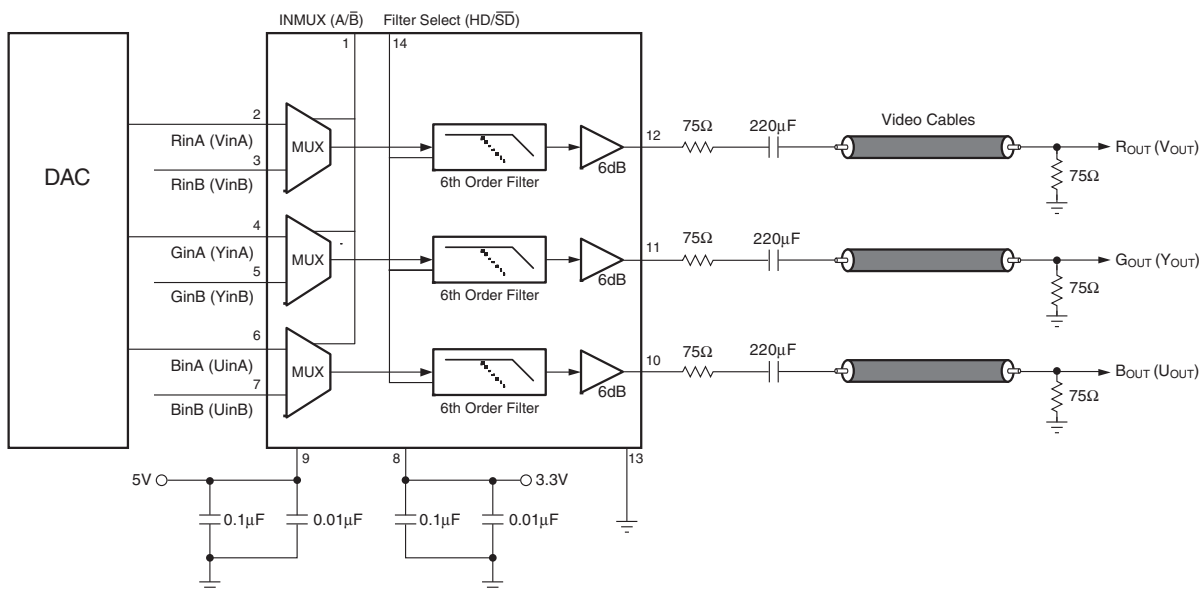 INMUX (A/B̅) Filter Select (HD/S̅D̅)
1 14
DAC
2
RinA (VinA)
3
RinB (VinB)
MUX
6th Order Filter
6dB
12
75Ω
220μF
Video Cables
ROUT (VOUT)
75Ω
4
GinA (YinA)
5
GinB (YinB)
MUX
6th Order Filter
6dB
11
75Ω
220μF
GOUT (YOUT)
75Ω
6
BinA (UinA)
7
BinB (UinB)
MUX
6th Order Filter
6dB
10
75Ω
220μF
BOUT (UOUT)
75Ω
9 8 13
5V 3.3V
0.1μF 0.01μF 0.1μF 0.01μF